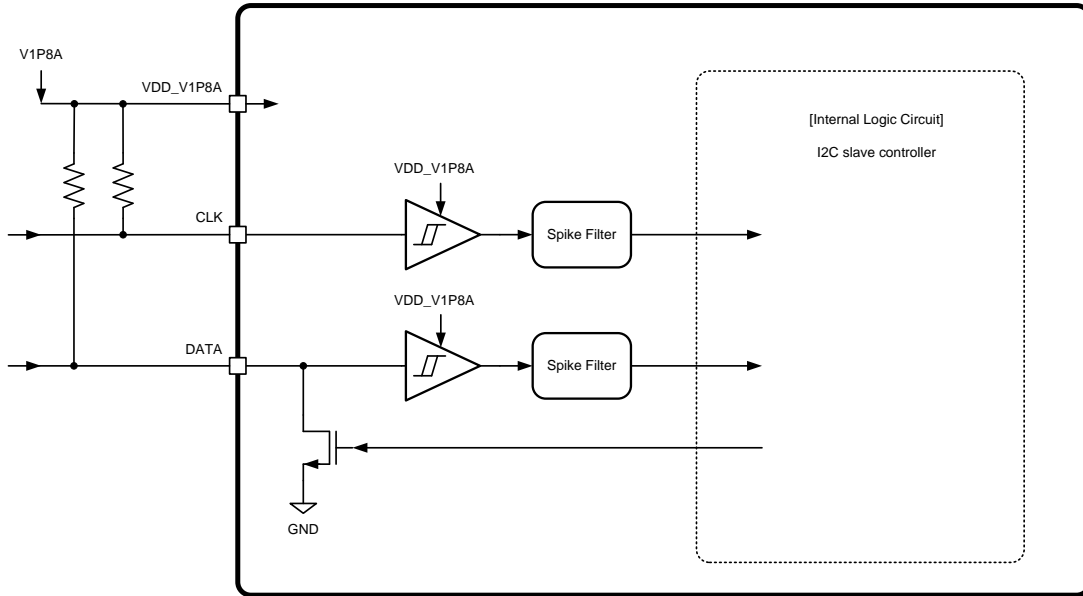 V1P8A
VDD_V1P8A
[Internal Logic Circuit]
I2C slave controller
VDD_V1P8A
CLK
Spike Filter
VDD_V1P8A
DATA
Spike Filter
GND